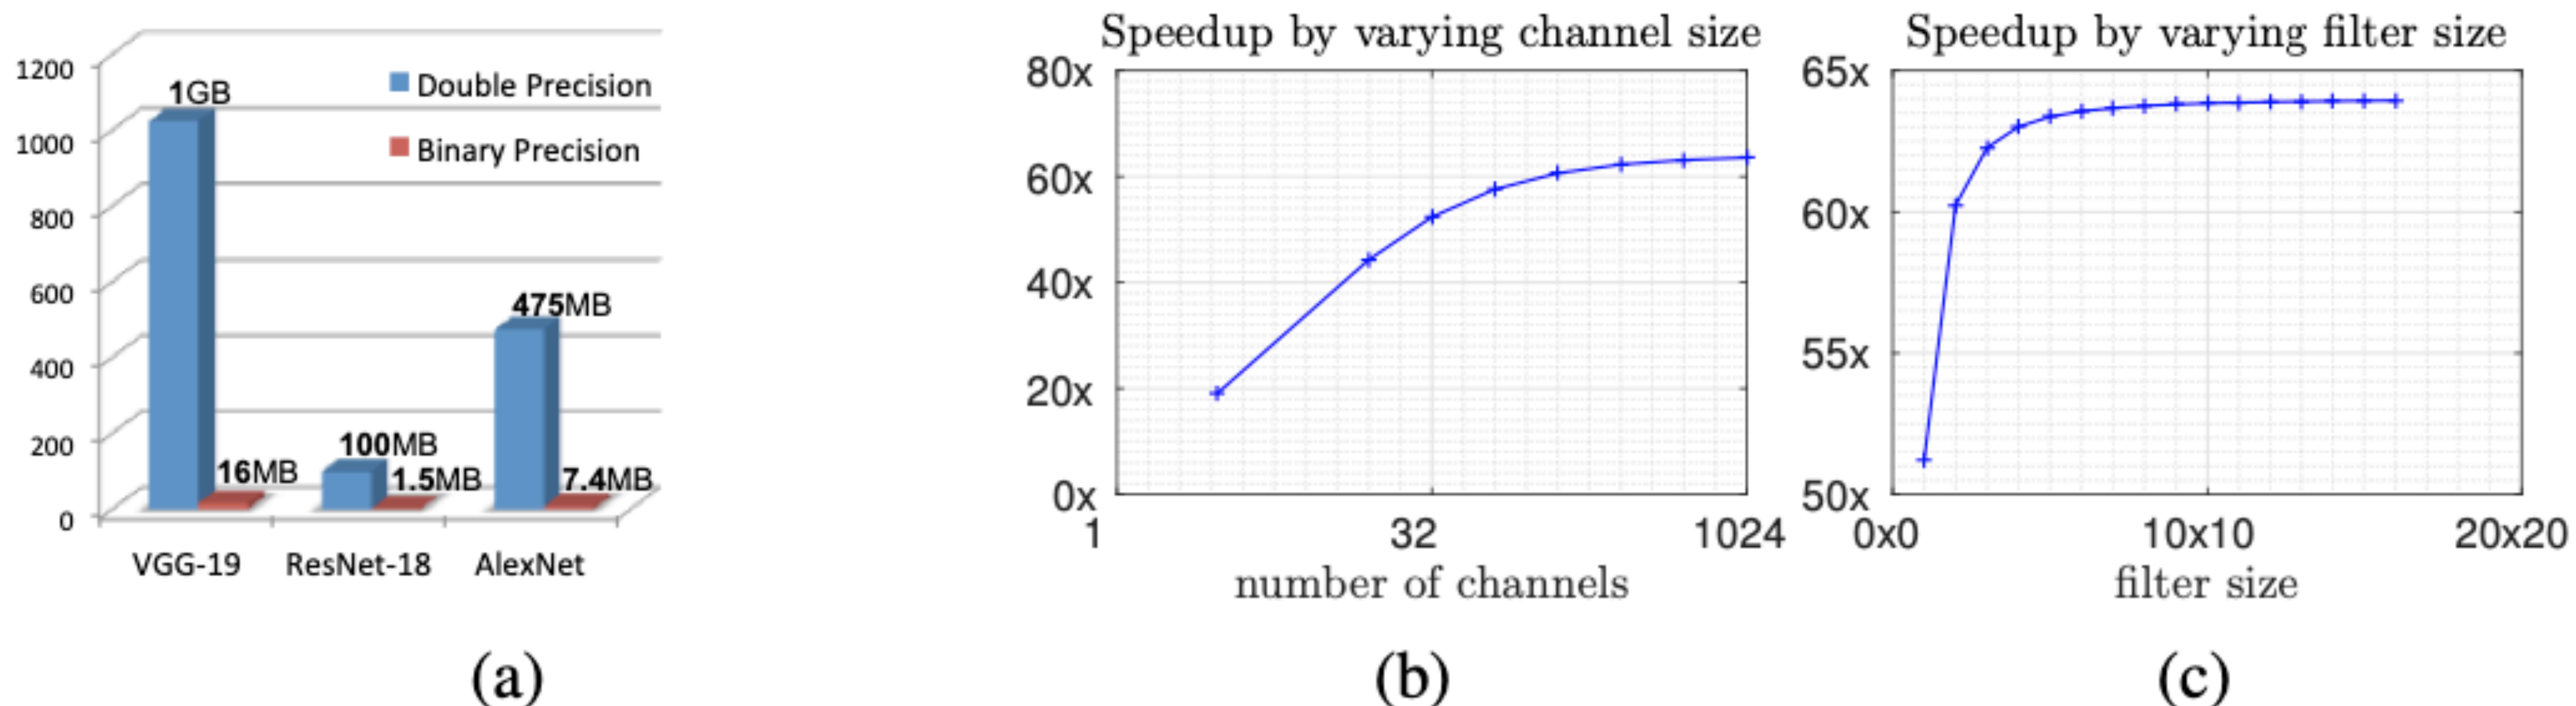 1200
1000
800
600
400
200
0
1GB
16MB
100MB
1.5MB
475MB
7.4MB
Double Precision
Binary Precision
VGG-19 ResNet-18 AlexNet
(a)
Speedup by varying channel size
80x
60x
40x
20x
0x
1 32 1024
number of channels
(b)
Speedup by varying filter size
65x
60x
55x
50x
0x0 10x10 20x20
filter size
(c)